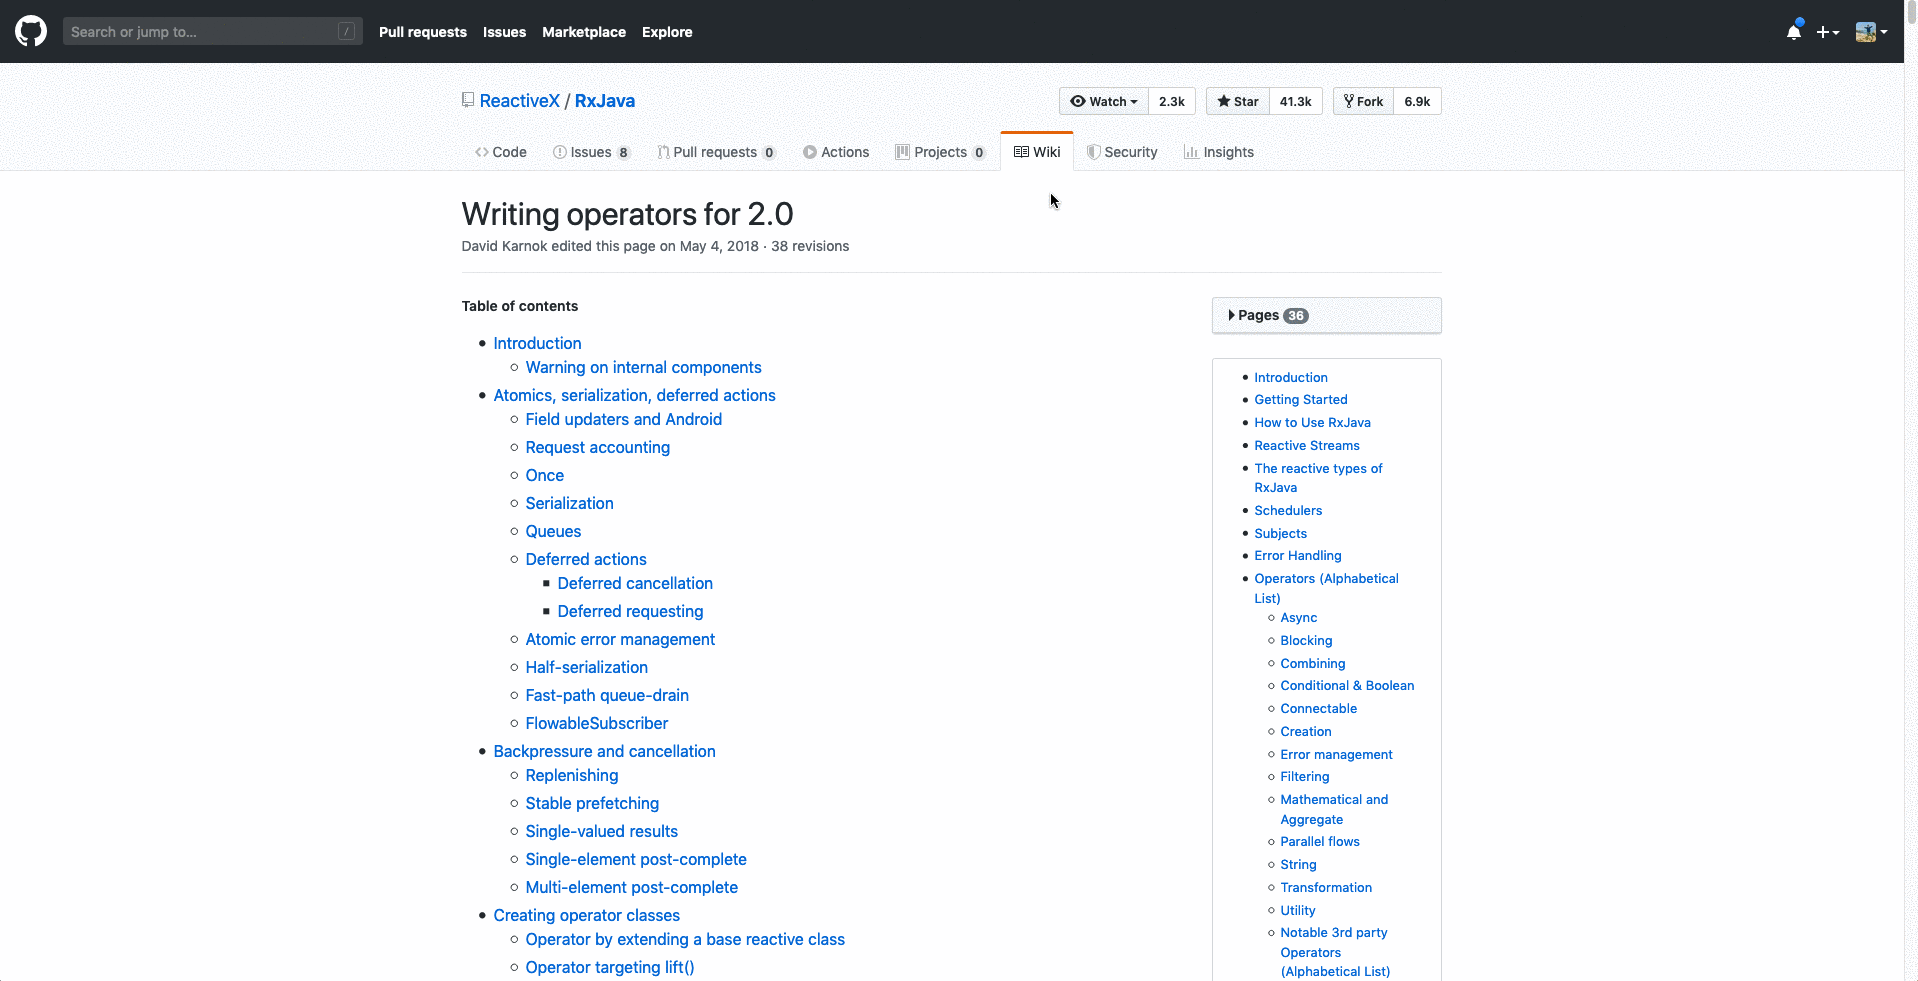 Search or jump to... /
Pull requests Issues Marketplace Explore
ReactiveX / RxJava
Watch 2.3k Star 41.3k Fork 6.9k
Code Issues 8 Pull requests 0 Actions Projects 0 Wiki Security Insights
Writing operators for 2.0
David Karnok edited this page on May 4, 2018 · 38 revisions
Table of contents
Introduction
Warning on internal components
Atomics, serialization, deferred actions
Field updaters and Android
Request accounting
Once
Serialization
Queues
Deferred actions
Deferred cancellation
Deferred requesting
Atomic error management
Half-serialization
Fast-path queue-drain
FlowableSubscriber
Backpressure and cancellation
Replenishing
Stable prefetching
Single-valued results
Single-element post-complete
Multi-element post-complete
Creating operator classes
Operator by extending a base reactive class
Operator targeting lift()
Pages 36
Introduction
Getting Started
How to Use RxJava
Reactive Streams
The reactive types of
RxJava
Schedulers
Subjects
Error Handling
Operators (Alphabetical
List)
Async
Blocking
Combining
Conditional & Boolean
Connectable
Creation
Error management
Filtering
Mathematical and
Aggregate
Parallel flows
String
Transformation
Utility
Notable 3rd party
Operators
(Alphabetical List)